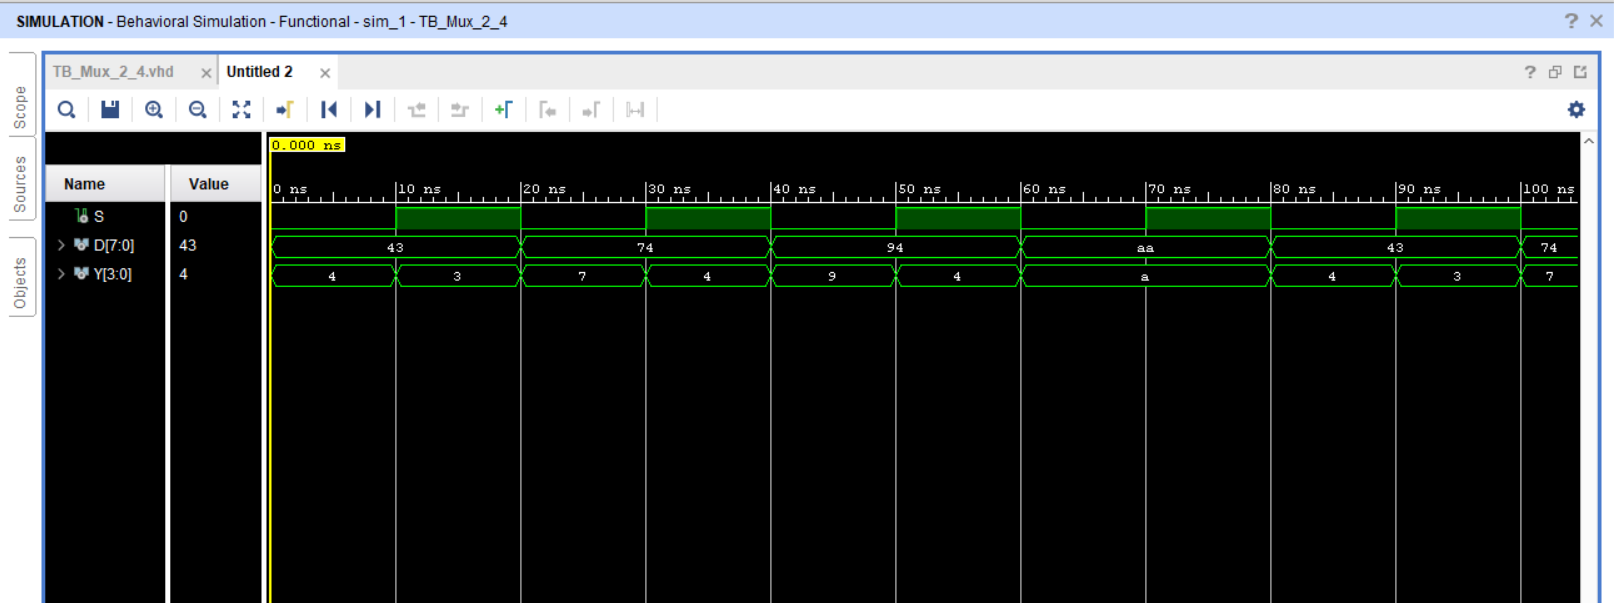 SIMULATION - Behavioral Simulation - Functional - sim_1 - TB_Mux_2_4
Scope
Sources
Objects
TB_Mux_2_4.vhd Untitled 2
0.000 ns
Name Value
0 ns 10 ns 20 ns 30 ns 40 ns 50 ns 60 ns 70 ns 80 ns 90 ns 100 ns
S 0
D[7:0] 43 43 74 94 aa 43 74
Y[3:0] 4 4 3 7 4 9 4 a 4 3 7